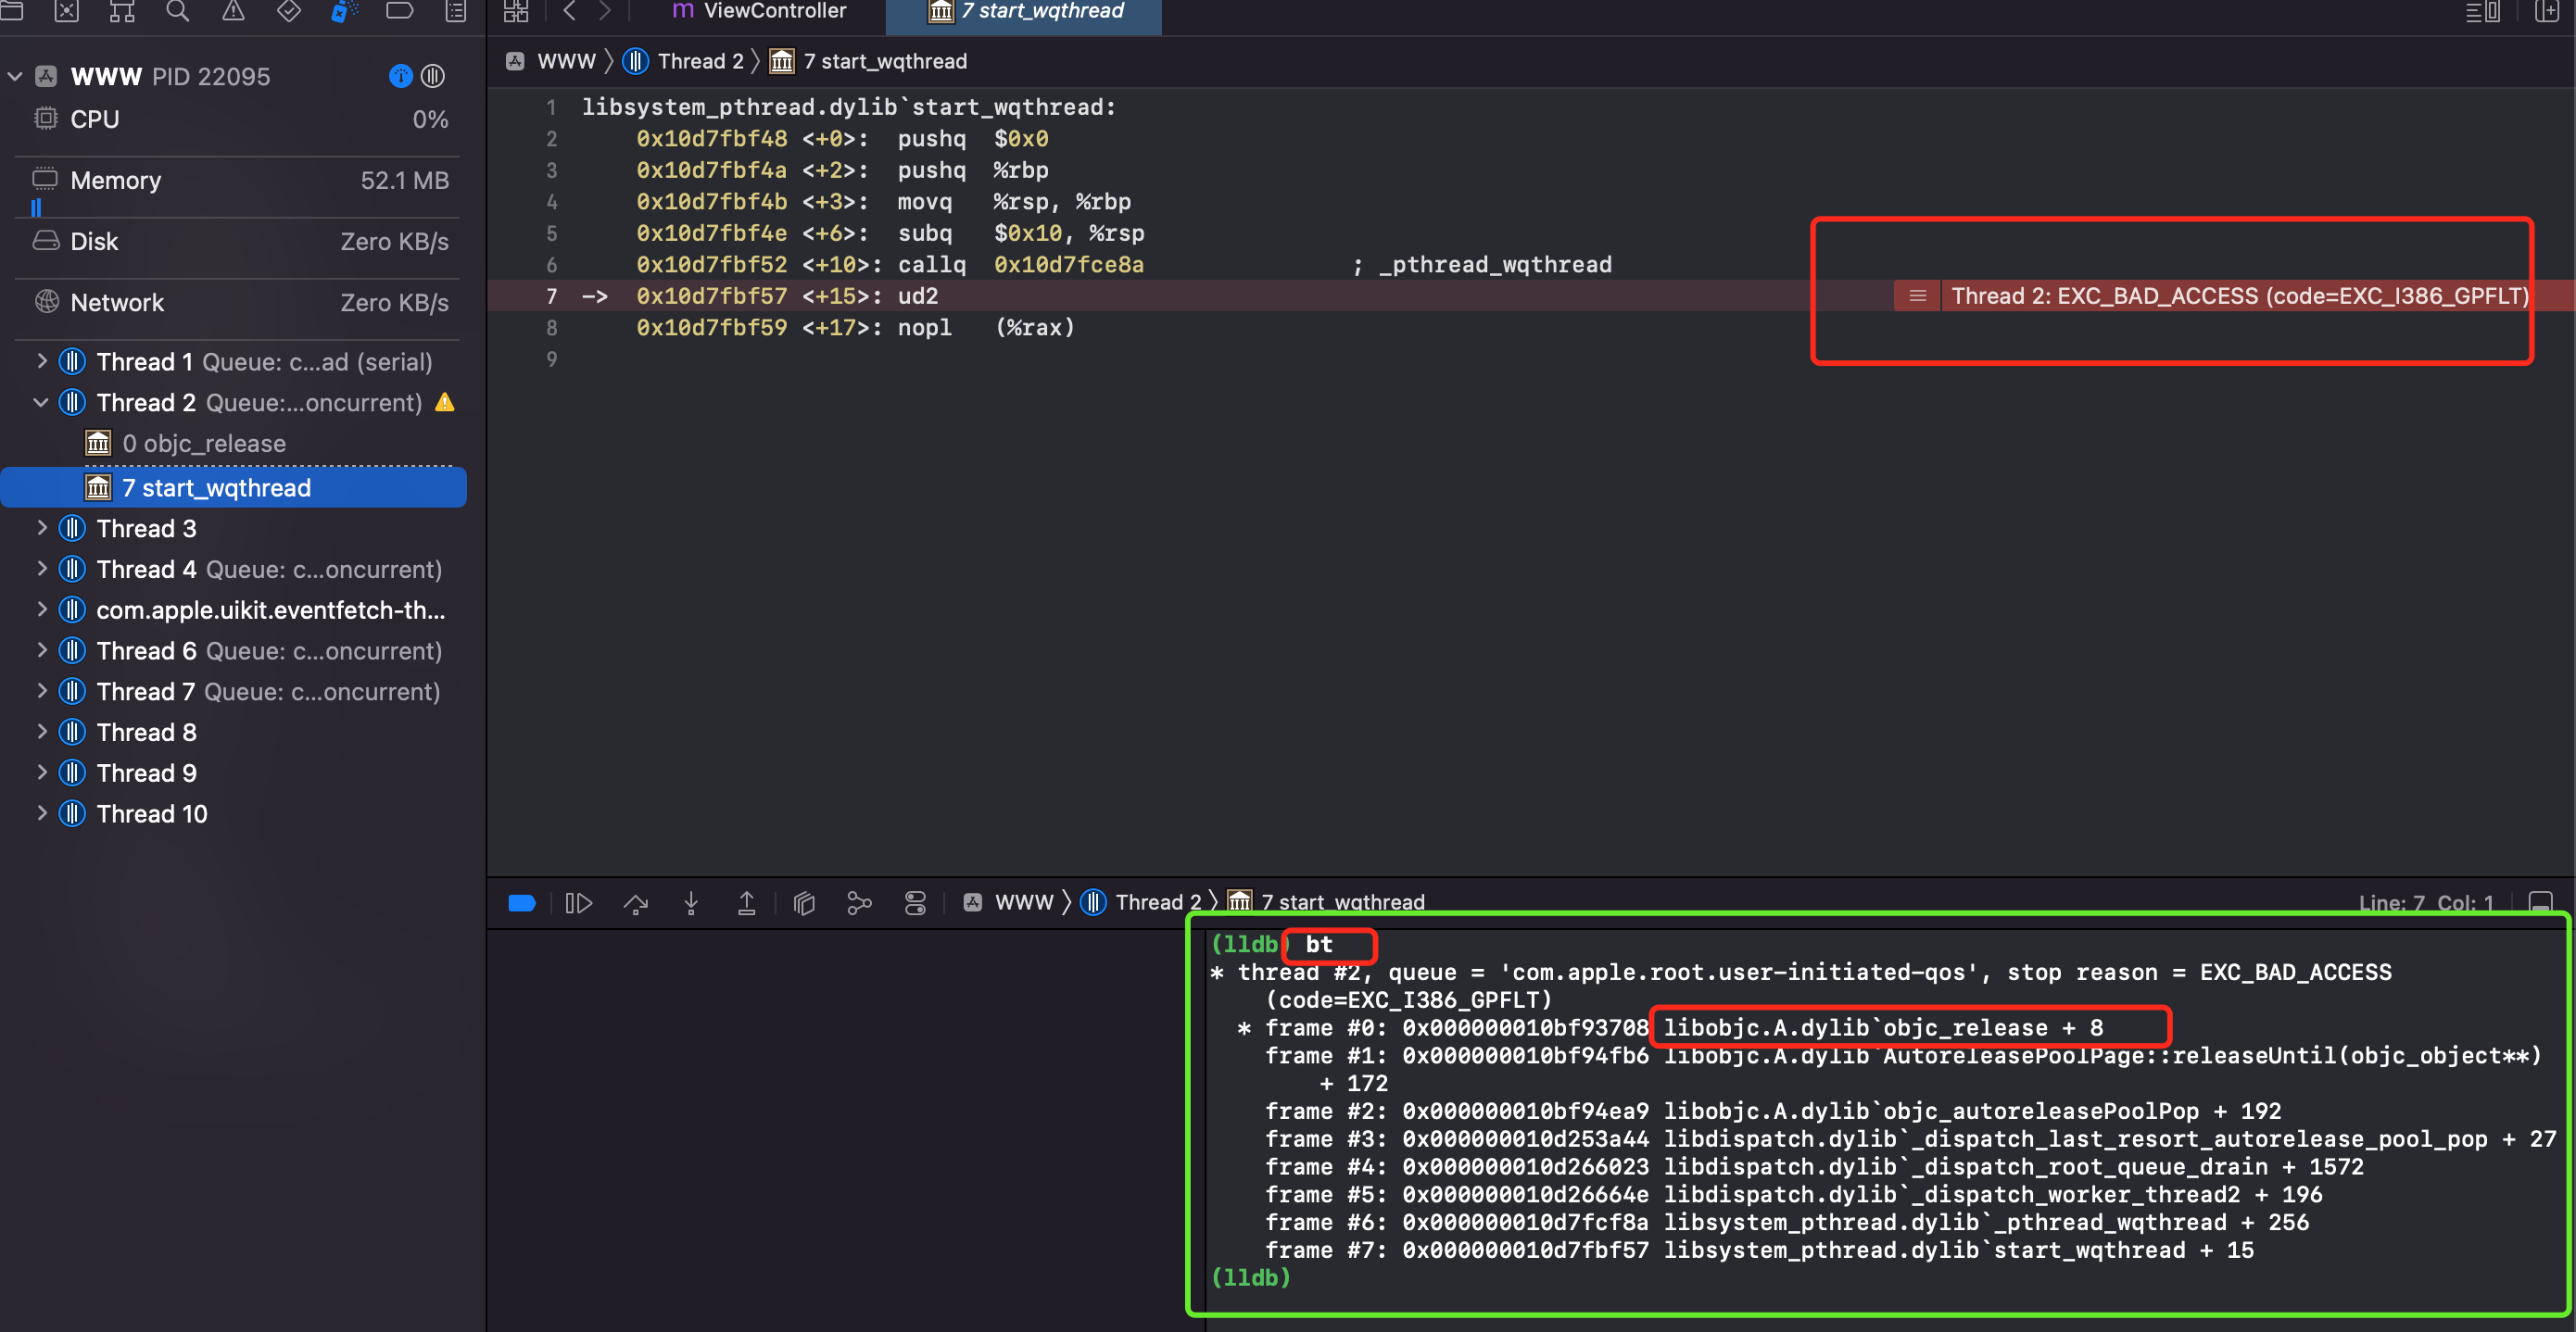 ViewController
7 start_wqthread
WWW PID 22095
WWW Thread 2 7 start_wqthread
CPU 0%
Memory 52.1 MB
Disk Zero KB/s
Network Zero KB/s
Thread 1 Queue: c...ad (serial)
Thread 2 Queue:...oncurrent)
0 objc_release
7 start_wqthread
Thread 3
Thread 4 Queue: c...oncurrent)
com.apple.uikit.eventfetch-th...
Thread 6 Queue: c...oncurrent)
Thread 7 Queue: c...oncurrent)
Thread 8
Thread 9
Thread 10
1 libsystem_pthread.dylib`start_wqthread:
2 0x10d7fbf48 <+0>: pushq $0x0
3 0x10d7fbf4a <+2>: pushq %rbp
4 0x10d7fbf4b <+3>: movq %rsp, %rbp
5 0x10d7fbf4e <+6>: subq $0x10, %rsp
6 0x10d7fbf52 <+10>: callq 0x10d7fce8a ; _pthread_wqthread
7 -> 0x10d7fbf57 <+15>: ud2 Thread 2: EXC_BAD_ACCESS (code=EXC_I386_GPFLT)
8 0x10d7fbf59 <+17>: nopl (%rax)
9
WWW Thread 2 7 start_wqthread Line: 7 Col: 1
(lldb) bt
* thread #2, queue = 'com.apple.root.user-initiated-qos', stop reason = EXC_BAD_ACCESS
(code=EXC_I386_GPFLT)
* frame #0: 0x000000010bf93708 libobjc.A.dylib`objc_release + 8
frame #1: 0x000000010bf94fb6 libobjc.A.dylib`AutoreleasePoolPage::releaseUntil(objc_object**)
+ 172
frame #2: 0x000000010bf94ea9 libobjc.A.dylib`objc_autoreleasePoolPop + 192
frame #3: 0x000000010d253a44 libdispatch.dylib`_dispatch_last_resort_autorelease_pool_pop + 27
frame #4: 0x000000010d266023 libdispatch.dylib`_dispatch_root_queue_drain + 1572
frame #5: 0x000000010d26664e libdispatch.dylib`_dispatch_worker_thread2 + 196
frame #6: 0x000000010d7fcf8a libsystem_pthread.dylib`_pthread_wqthread + 256
frame #7: 0x000000010d7fbf57 libsystem_pthread.dylib`start_wqthread + 15
(lldb)